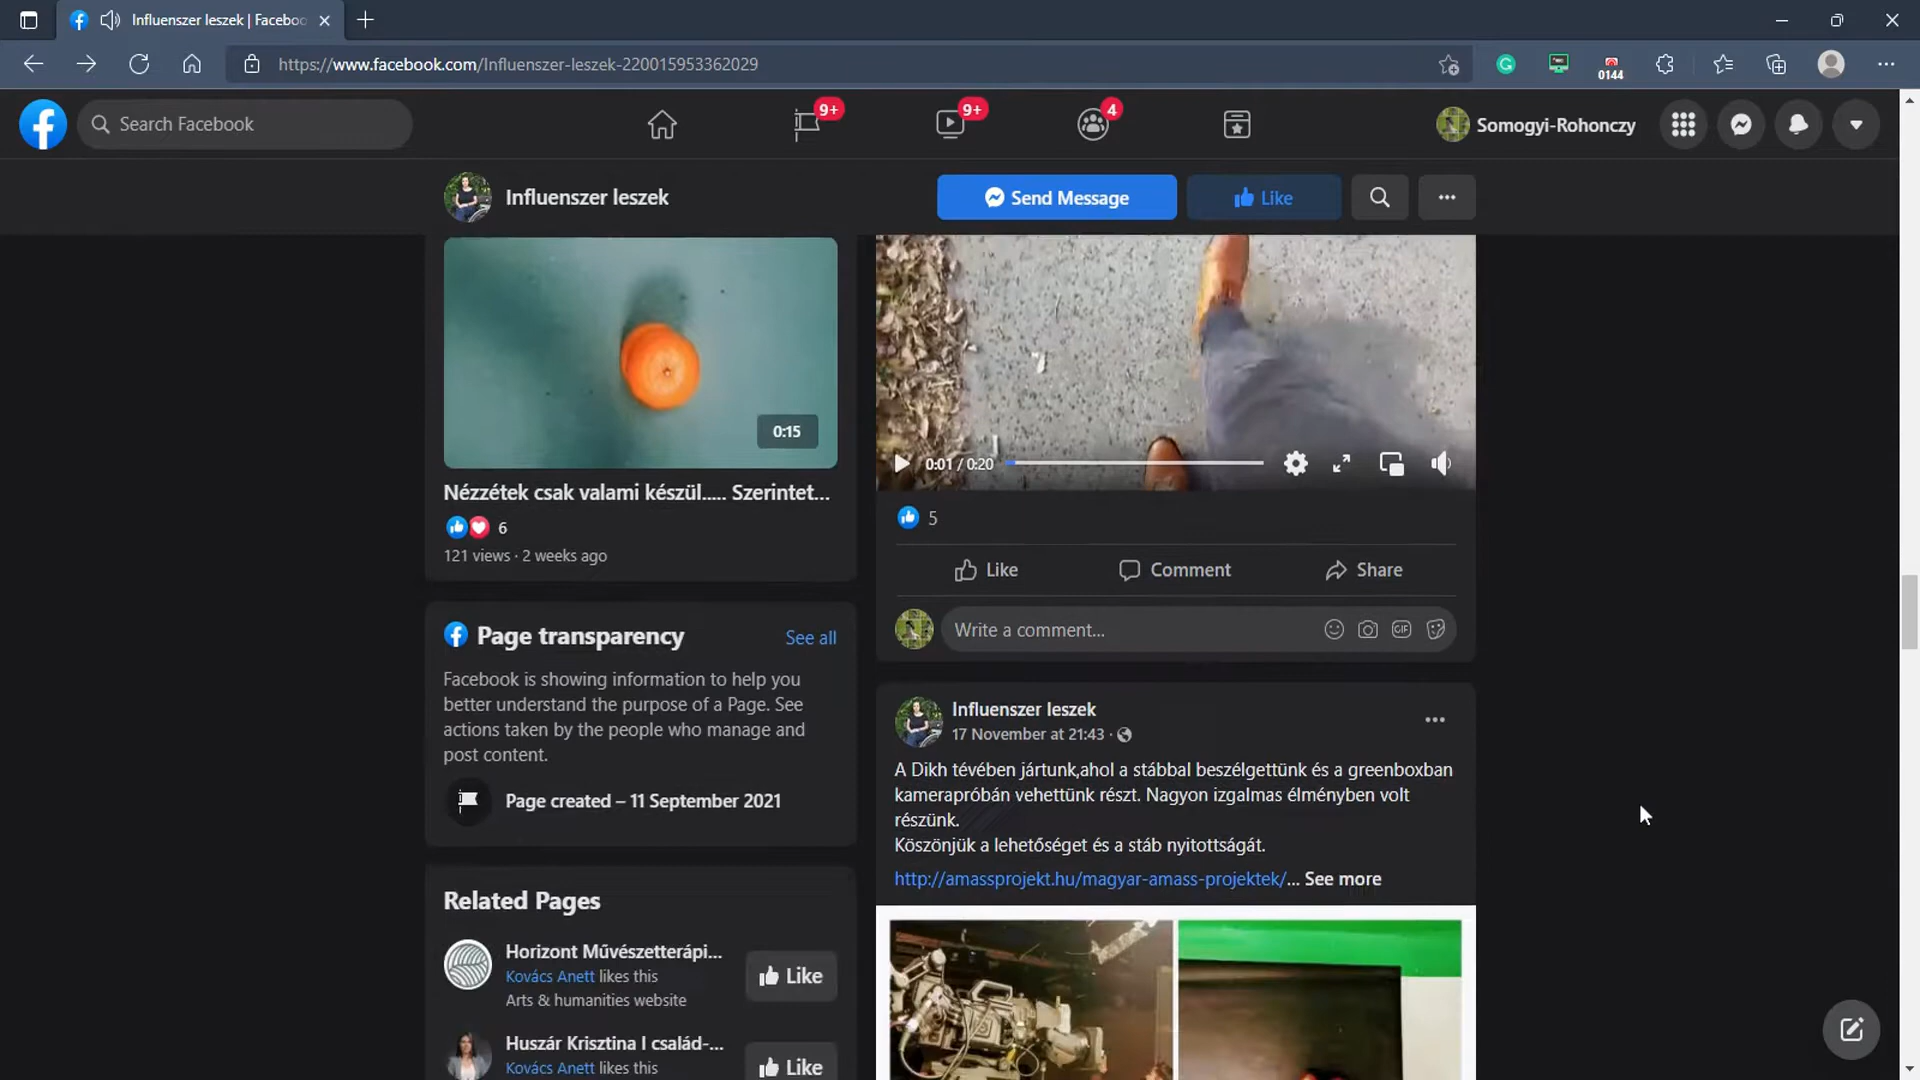 Influenszer leszek | Faceboo
https://www.facebook.com/Influenszer-leszek-220015953362029
0144
Search Facebook
9+
9+
4
Somogyi-Rohonczy
Influenszer leszek
Send Message
Like
0:15
Nézzétek csak valami készül..... Szerintet...
6
121 views · 2 weeks ago
Page transparency
See all
Facebook is showing information to help you
better understand the purpose of a Page. See
actions taken by the people who manage and
post content.
Page created – 11 September 2021
Related Pages
Horizont Művészetterápi...
Kovács Anett likes this
Arts & humanities website
Like
Huszár Krisztina I család-...
Kovács Anett likes this
Like
0:01 / 0:20
5
Like
Comment
Share
Write a comment...
GIF
Influenszer leszek
17 November at 21:43 ·
A Dikh tévében jártunk,ahol a stábbal beszélgettünk és a greenboxban
kamerapróbán vehettünk részt. Nagyon izgalmas élményben volt
részünk.
Köszönjük a lehetőséget és a stáb nyitottságát.
http://amassprojekt.hu/magyar-amass-projektek/... See more